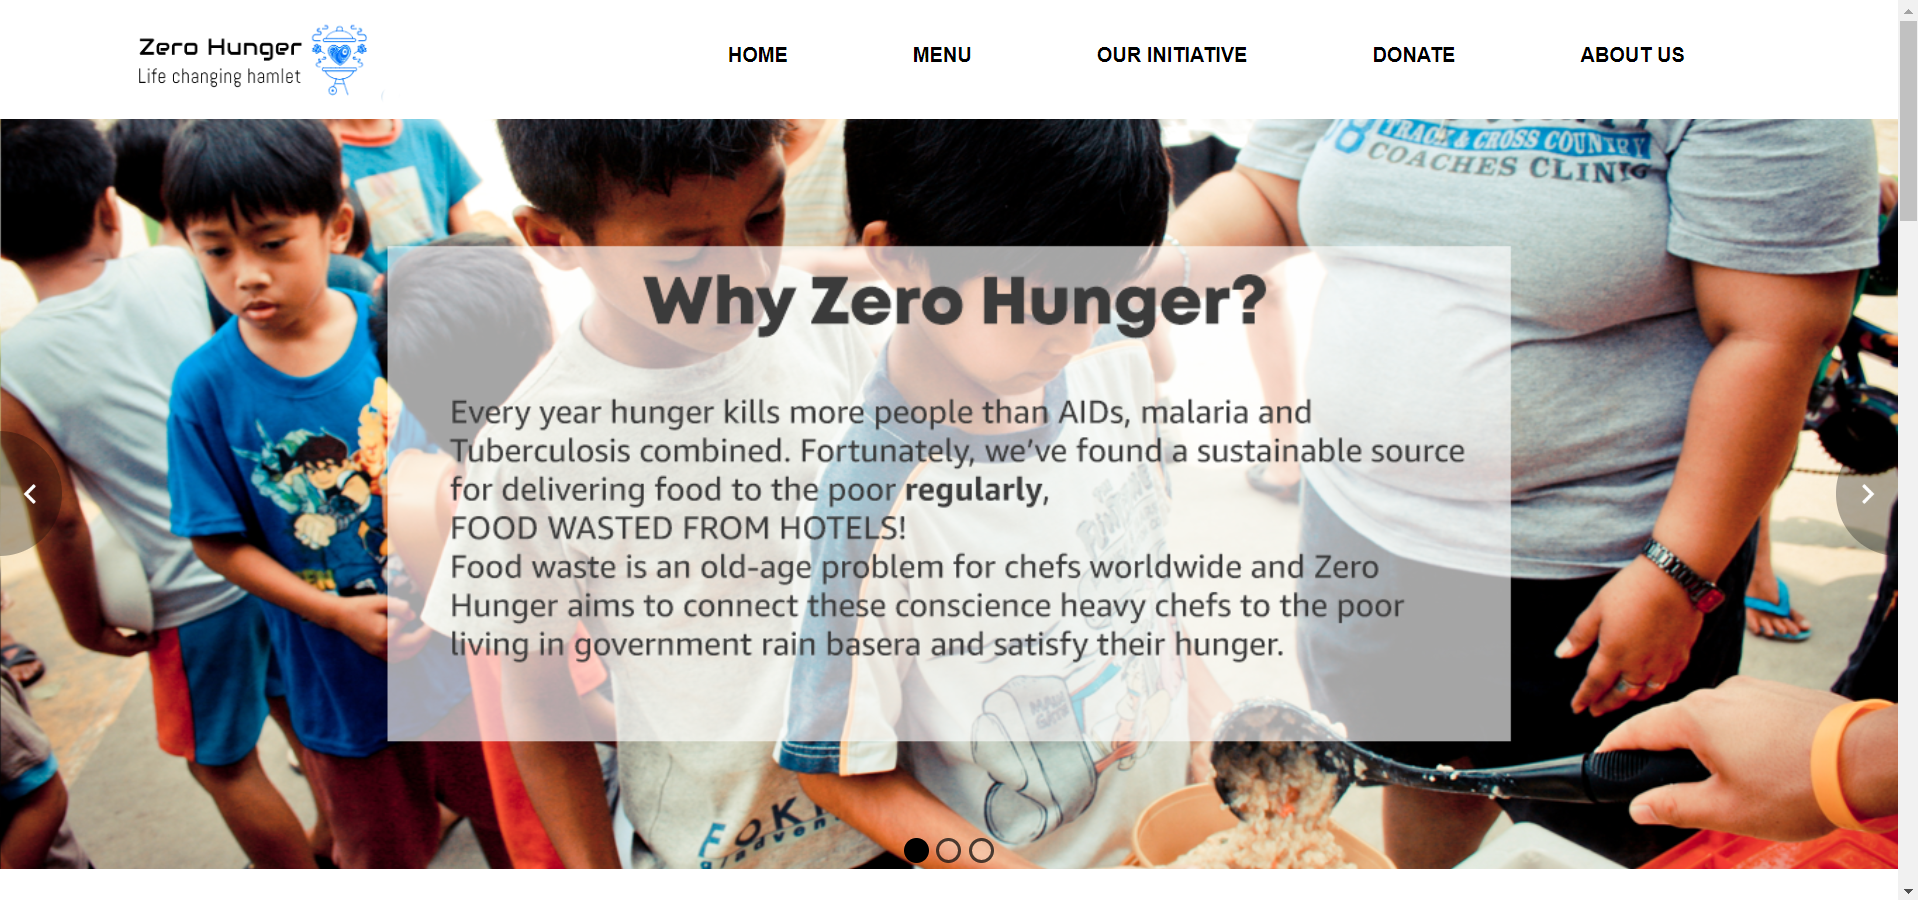 Zero Hunger
Life changing hamlet
HOME MENU OUR INITIATIVE DONATE ABOUT US
TRACK & CROSS COUNTRY
COACHES CLINIC
Why Zero Hunger?
Every year hunger kills more people than AIDs, malaria and
Tuberculosis combined. Fortunately, we've found a sustainable source
for delivering food to the poor regularly,
FOOD WASTED FROM HOTELS!
Food waste is an old-age problem for chefs worldwide and Zero
Hunger aims to connect these conscience heavy chefs to the poor
living in government rain basera and satisfy their hunger.